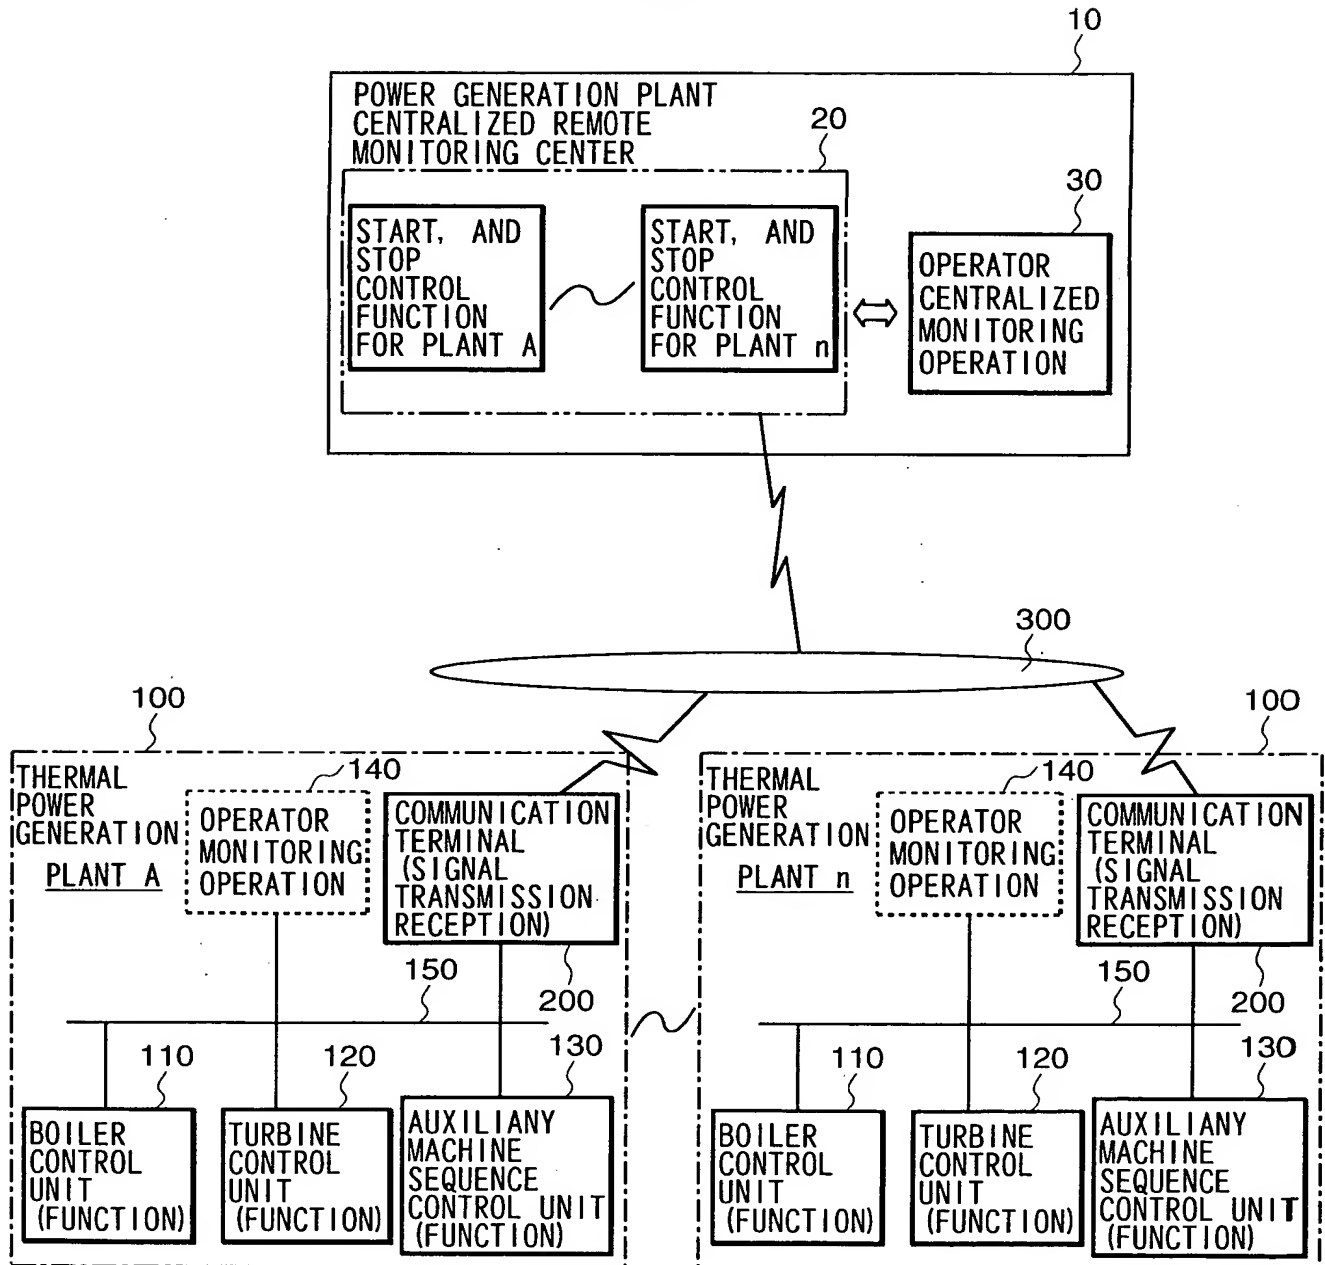 10
POWER GENERATION PLANT
CENTRALIZED REMOTE
MONITORING CENTER
20
30
START, AND
STOP
CONTROL
FUNCTION
FOR PLANT A
START, AND
STOP
CONTROL
FUNCTION
FOR PLANT n
OPERATOR
CENTRALIZED
MONITORING
OPERATION
300
100
THERMAL
POWER
GENERATION
PLANT A
140
OPERATOR
MONITORING
OPERATION
COMMUNICATION
TERMINAL
(SIGNAL
TRANSMISSION
RECEPTION)
200
150
110
120
130
BOILER
CONTROL
UNIT
(FUNCTION)
TURBINE
CONTROL
UNIT
(FUNCTION)
AUXILIANY
MACHINE
SEQUENCE
CONTROL UNIT
(FUNCTION)
100
THERMAL
POWER
GENERATION
PLANT n
140
OPERATOR
MONITORING
OPERATION
COMMUNICATION
TERMINAL
(SIGNAL
TRANSMISSION
RECEPTION)
200
150
110
120
130
BOILER
CONTROL
UNIT
(FUNCTION)
TURBINE
CONTROL
UNIT
(FUNCTION)
AUXILIANY
MACHINE
SEQUENCE
CONTROL UNIT
(FUNCTION)